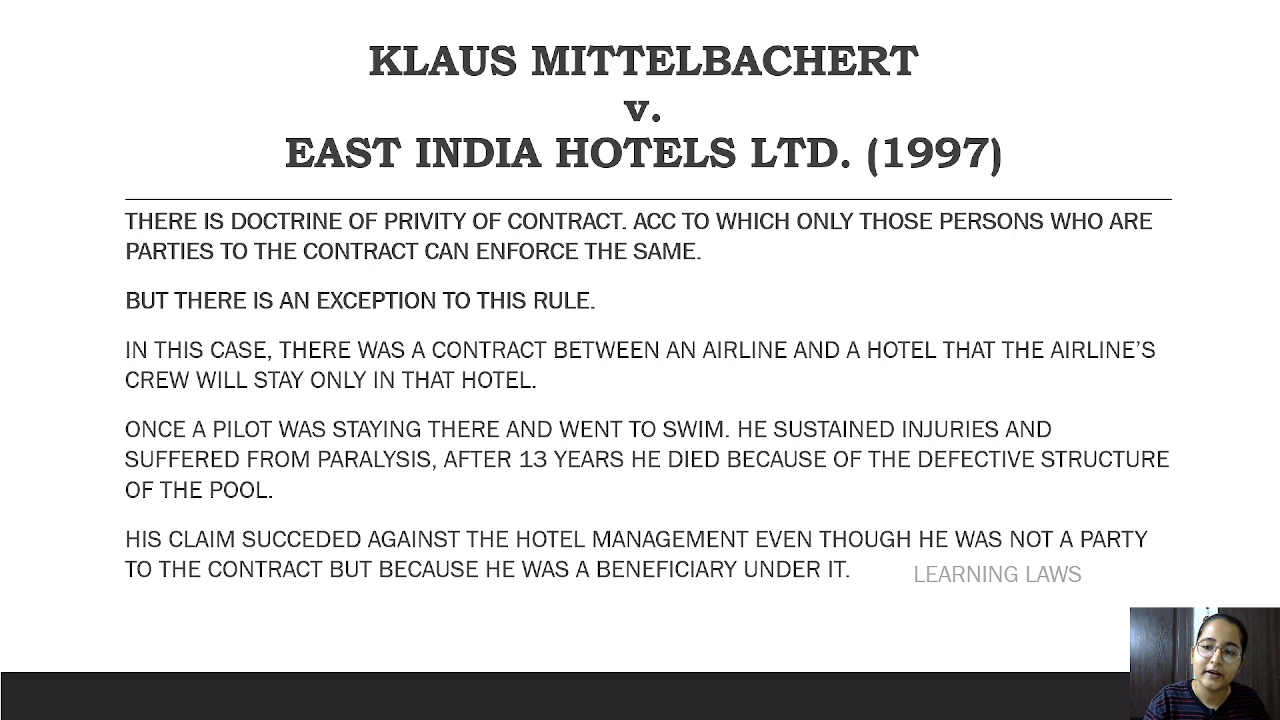 KLAUS MITTELBACHERT
v.
EAST INDIA HOTELS LTD. (1997)
THERE IS DOCTRINE OF PRIVITY OF CONTRACT. ACC TO WHICH ONLY THOSE PERSONS WHO ARE
PARTIES TO THE CONTRACT CAN ENFORCE THE SAME.
BUT THERE IS AN EXCEPTION TO THIS RULE.
IN THIS CASE, THERE WAS A CONTRACT BETWEEN AN AIRLINE AND A HOTEL THAT THE AIRLINE'S
CREW WILL STAY ONLY IN THAT HOTEL.
ONCE A PILOT WAS STAYING THERE AND WENT TO SWIM. HE SUSTAINED INJURIES AND
SUFFERED FROM PARALYSIS, AFTER 13 YEARS HE DIED BECAUSE OF THE DEFECTIVE STRUCTURE
OF THE POOL.
HIS CLAIM SUCCEDED AGAINST THE HOTEL MANAGEMENT EVEN THOUGH HE WAS NOT A PARTY
TO THE CONTRACT BUT BECAUSE HE WAS A BENEFICIARY UNDER IT.
LEARNING LAWS